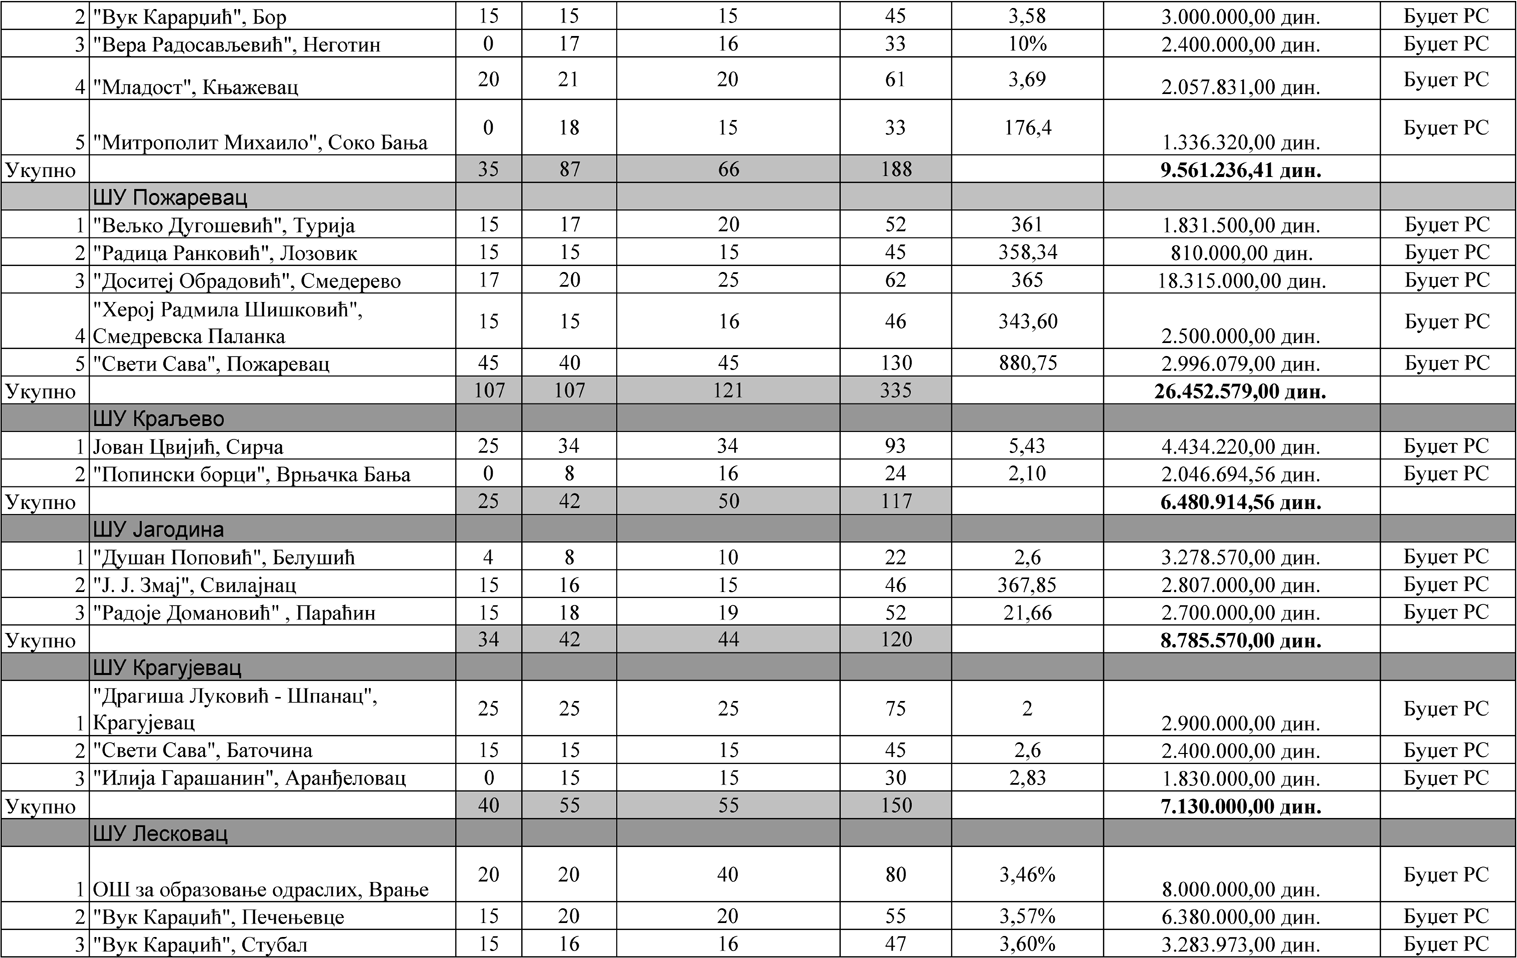 2 "Вук Карарџић", Бор 15 15 15 45 3,58 3.000.000,00 дин. Буџет РС
3 "Вера Радосављевић", Неготин 0 17 16 33 10% 2.400.000,00 дин. Буџет РС
4 "Младост", Књажевац 20 21 20 61 3,69 2.057.831,00 дин. Буџет РС
5 "Митрополит Михаило", Соко Бања 0 18 15 33 176,4 1.336.320,00 дин. Буџет РС
Укупно 35 87 66 188 9.561.236,41 дин.
ШУ Пожаревац
1 "Вељко Дугошевић", Турија 15 17 20 52 361 1.831.500,00 дин. Буџет РС
2 "Радица Ранковић", Лозовик 15 15 15 45 358,34 810.000,00 дин. Буџет РС
3 "Доситеј Обрадовић", Смедерево 17 20 25 62 365 18.315.000,00 дин. Буџет РС
"Херој Радмила Шишковић",
4 Смедревска Паланка 15 15 16 46 343,60 2.500.000,00 дин. Буџет РС
5 "Свети Сава", Пожаревац 45 40 45 130 880,75 2.996.079,00 дин. Буџет РС
Укупно 107 107 121 335 26.452.579,00 дин.
ШУ Краљево
1 Јован Цвијић, Сирча 25 34 34 93 5,43 4.434.220,00 дин. Буџет РС
2 "Попински борци", Врњачка Бања 0 8 16 24 2,10 2.046.694,56 дин. Буџет РС
Укупно 25 42 50 117 6.480.914,56 дин.
ШУ Јагодина
1 "Душан Поповић", Белушић 4 8 10 22 2,6 3.278.570,00 дин. Буџет РС
2 "Ј. Ј. Змај", Свилајнац 15 16 15 46 367,85 2.807.000,00 дин. Буџет РС
3 "Радоје Домановић" , Параћин 15 18 19 52 21,66 2.700.000,00 дин. Буџет РС
Укупно 34 42 44 120 8.785.570,00 дин.
ШУ Крагујевац
"Драгиша Луковић - Шпанац",
1 Крагујевац 25 25 25 75 2 2.900.000,00 дин. Буџет РС
2 "Свети Сава", Баточина 15 15 15 45 2,6 2.400.000,00 дин. Буџет РС
3 "Илија Гарашанин", Аранђеловац 0 15 15 30 2,83 1.830.000,00 дин. Буџет РС
Укупно 40 55 55 150 7.130.000,00 дин.
ШУ Лесковац
1 ОШ за образовање одраслих, Врање 20 20 40 80 3,46% 8.000.000,00 дин. Буџет РС
2 "Вук Караџић", Печењевце 15 20 20 55 3,57% 6.380.000,00 дин. Буџет РС
3 "Вук Караџић", Стубал 15 16 16 47 3,60% 3.283.973,00 дин. Буџет РС